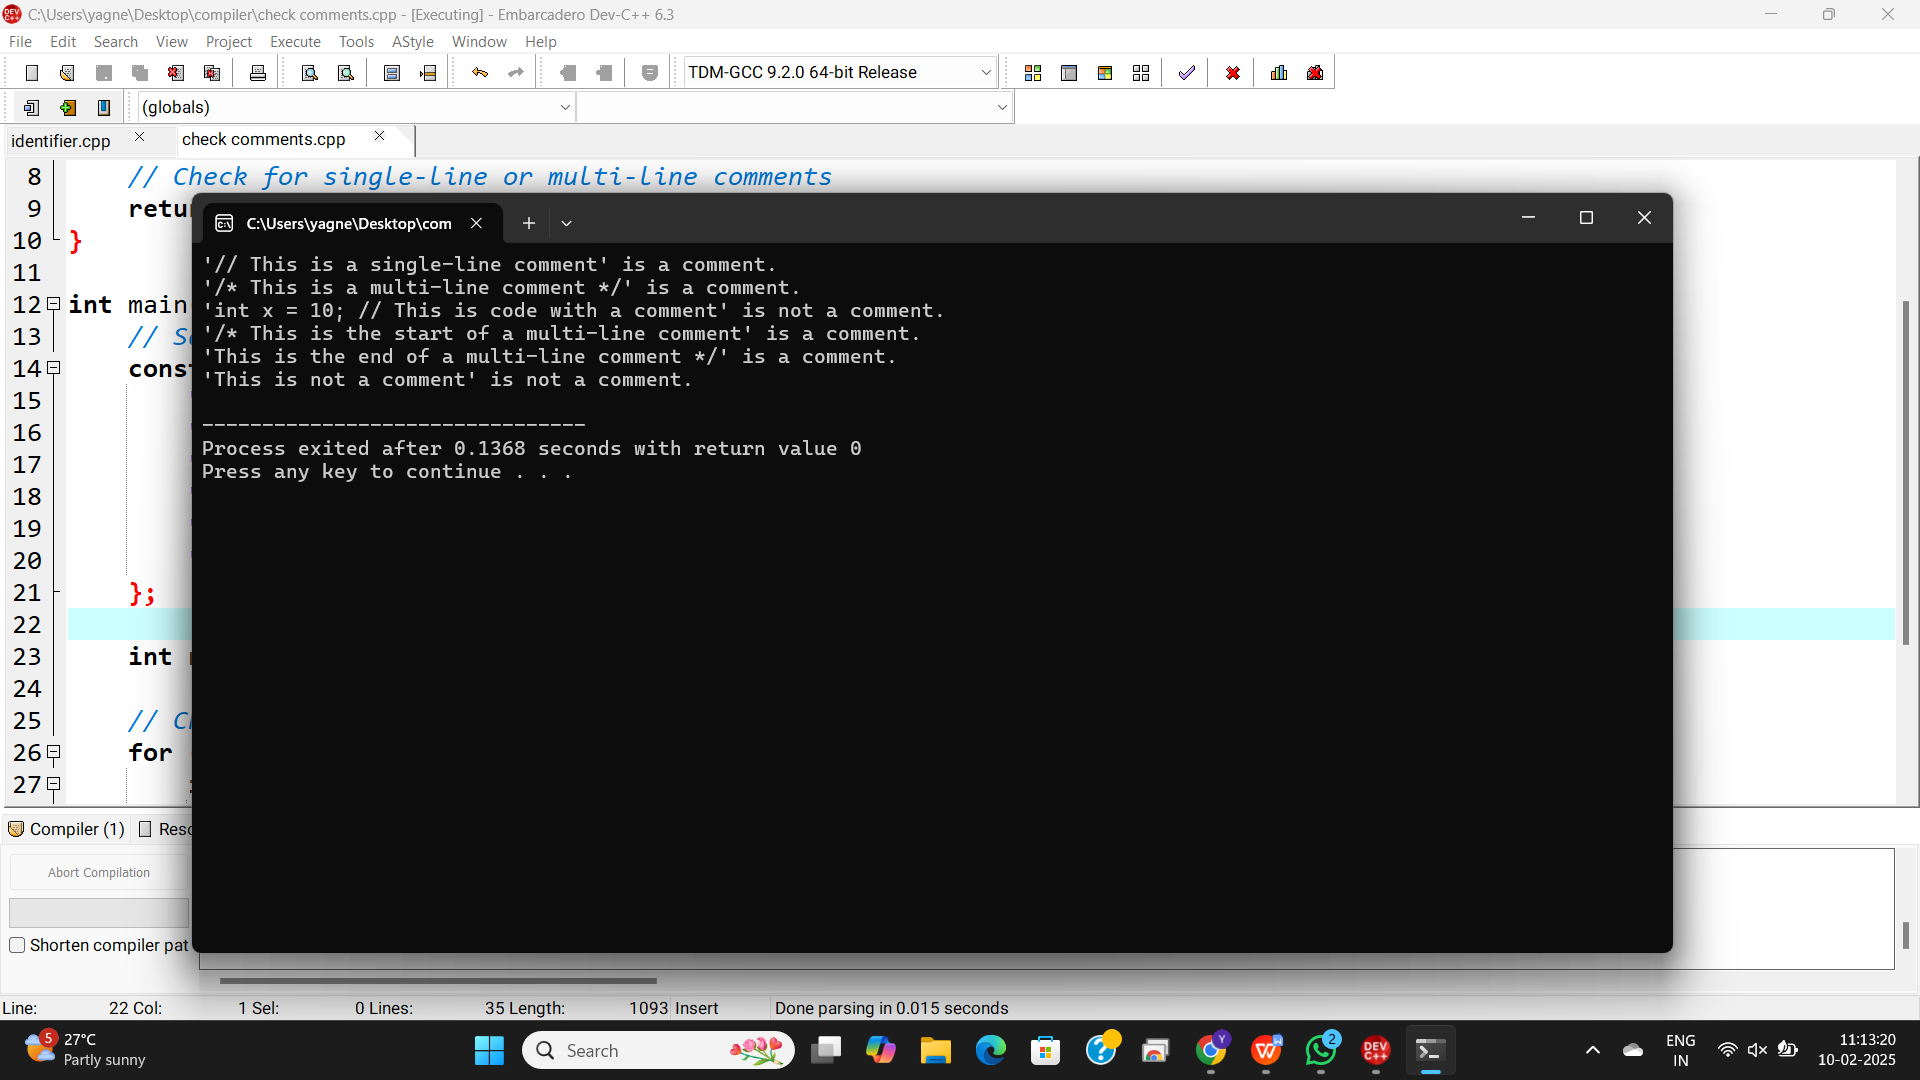 C:\Users\yagne\Desktop\compiler\check comments.cpp - [Executing] - Embarcadero Dev-C++ 6.3
File Edit Search View Project Execute Tools AStyle Window Help
TDM-GCC 9.2.0 64-bit Release
(globals)
identifier.cpp
check comments.cpp
8 // Check for single-line or multi-line comments
9
10 }
11
12 int main
13 //
14
15
16
17
18
19
20
21 };
22
23 int
24
25 //
26 for
27
C:\Users\yagne\Desktop\com
'// This is a single-line comment' is a comment.
'/* This is a multi-line comment */' is a comment.
'int x = 10; // This is code with a comment' is not a comment.
'/* This is the start of a multi-line comment' is a comment.
'This is the end of a multi-line comment */' is a comment.
'This is not a comment' is not a comment.
--------------------------------
Process exited after 0.1368 seconds with return value 0
Press any key to continue . . .
Compiler (1)
Abort Compilation
Shorten compiler pat
Line: 22 Col: 1 Sel: 0 Lines: 35 Length: 1093 Insert Done parsing in 0.015 seconds
5
27°C
Partly sunny
Search
Y
W
2
DEV C++
ENG
IN
11:13:20
10-02-2025